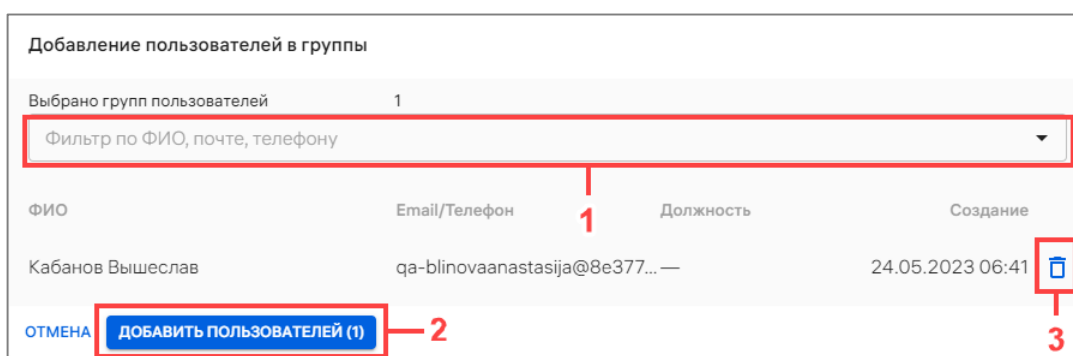 Добавление пользователей в группы
Выбрано групп пользователей 1
Фильтр по ФИО, почте, телефону
1
ФИО Email/Телефон Должность Создание
Кабанов Вышеслав qa-blinovaanastasija@8e377... — 24.05.2023 06:41
ОТМЕНА ДОБАВИТЬ ПОЛЬЗОВАТЕЛЕЙ (1) 2
3